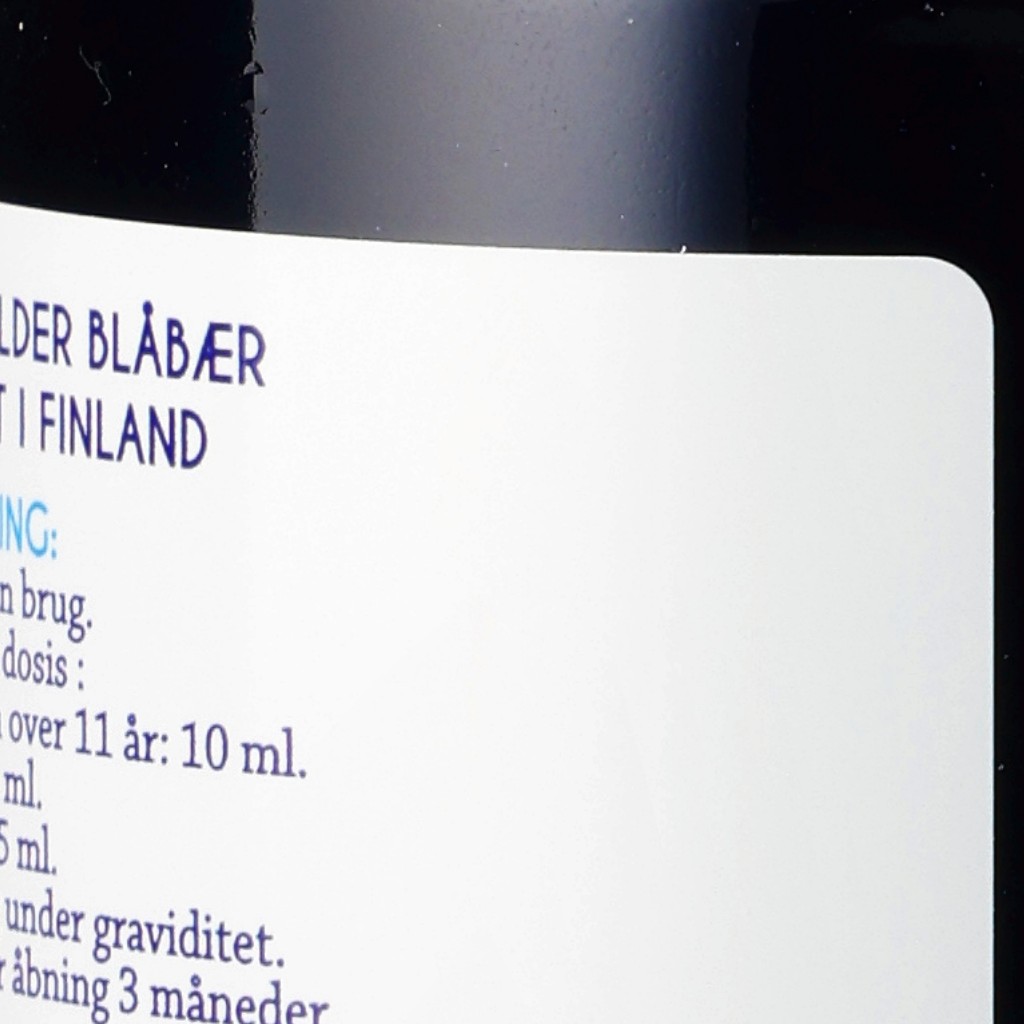 LDER BLÅBÆR
T I FINLAND
ING:
n brug.
dosis :
over 11 år: 10 ml.
ml.
5 ml.
under graviditet.
r åbning 3 måneder